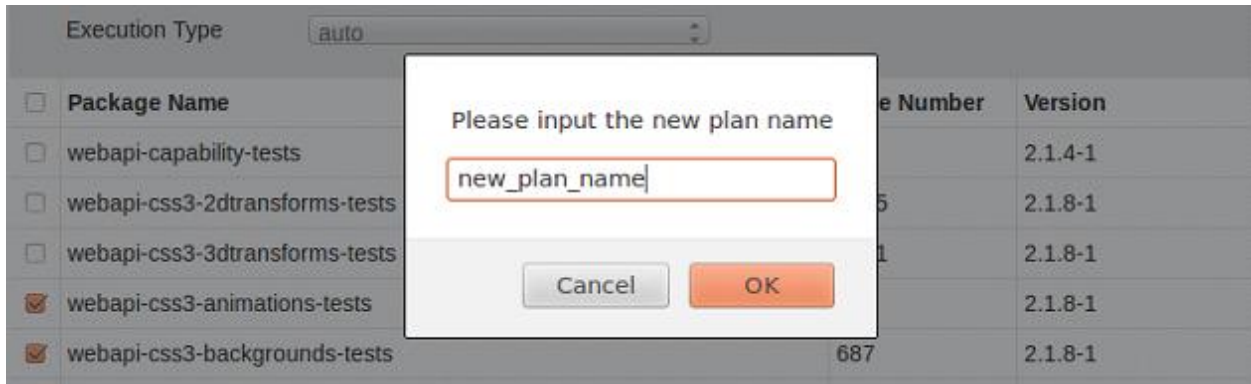 Execution Type auto
Package Name e Number Version
Please input the new plan name
webapi-capability-tests 2.1.4-1
new_plan_name
webapi-css3-2dtransforms-tests 5 2.1.8-1
webapi-css3-3dtransforms-tests 1 2.1.8-1
Cancel OK
webapi-css3-animations-tests 2.1.8-1
webapi-css3-backgrounds-tests 687 2.1.8-1